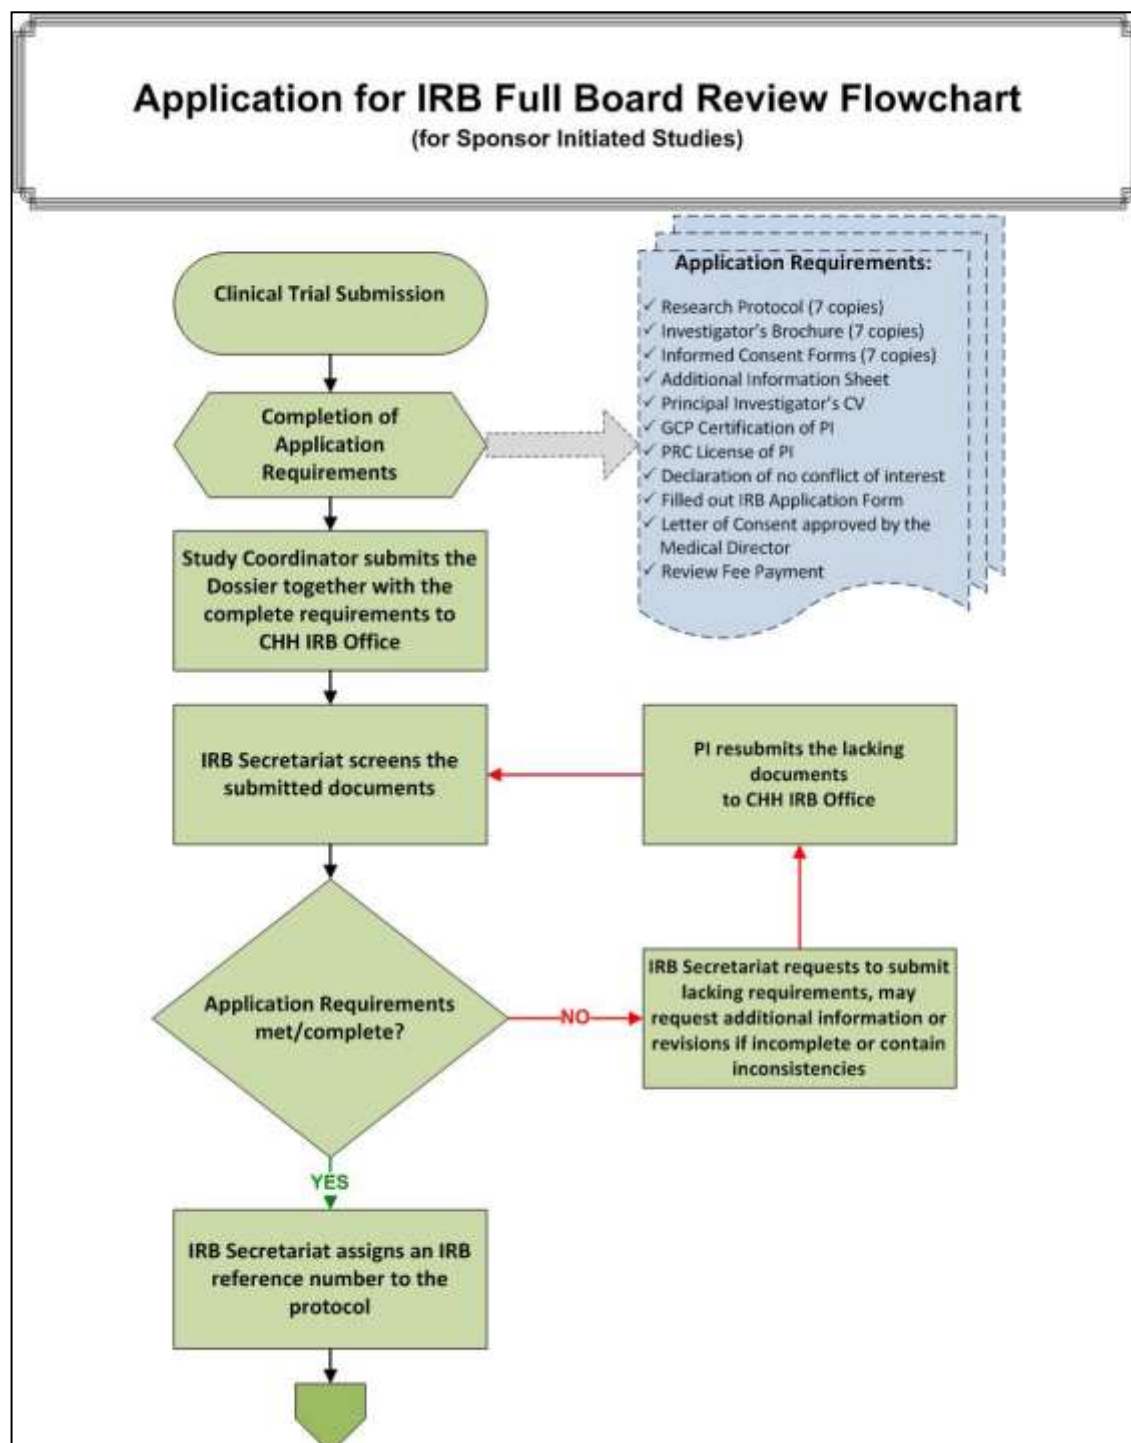 Application for IRB Full Board Review Flowchart
(for Sponsor Initiated Studies)
Clinical Trial Submission
Application Requirements:
✓ Research Protocol (7 copies)
✓ Investigator's Brochure (7 copies)
✓ Informed Consent Forms (7 copies)
✓ Additional Information Sheet
✓ Principal Investigator's CV
✓ GCP Certification of PI
✓ PRC License of PI
✓ Declaration of no conflict of interest
✓ Filled out IRB Application Form
✓ Letter of Consent approved by the
Medical Director
✓ Review Fee Payment
Completion of
Application
Requirements
Study Coordinator submits the
Dossier together with the
complete requirements to
CHH IRB Office
IRB Secretariat screens the
submitted documents
PI resubmits the lacking
documents
to CHH IRB Office
Application Requirements
met/complete?
NO
IRB Secretariat requests to submit
lacking requirements, may
request additional information or
revisions if incomplete or contain
inconsistencies
YES
IRB Secretariat assigns an IRB
reference number to the
protocol